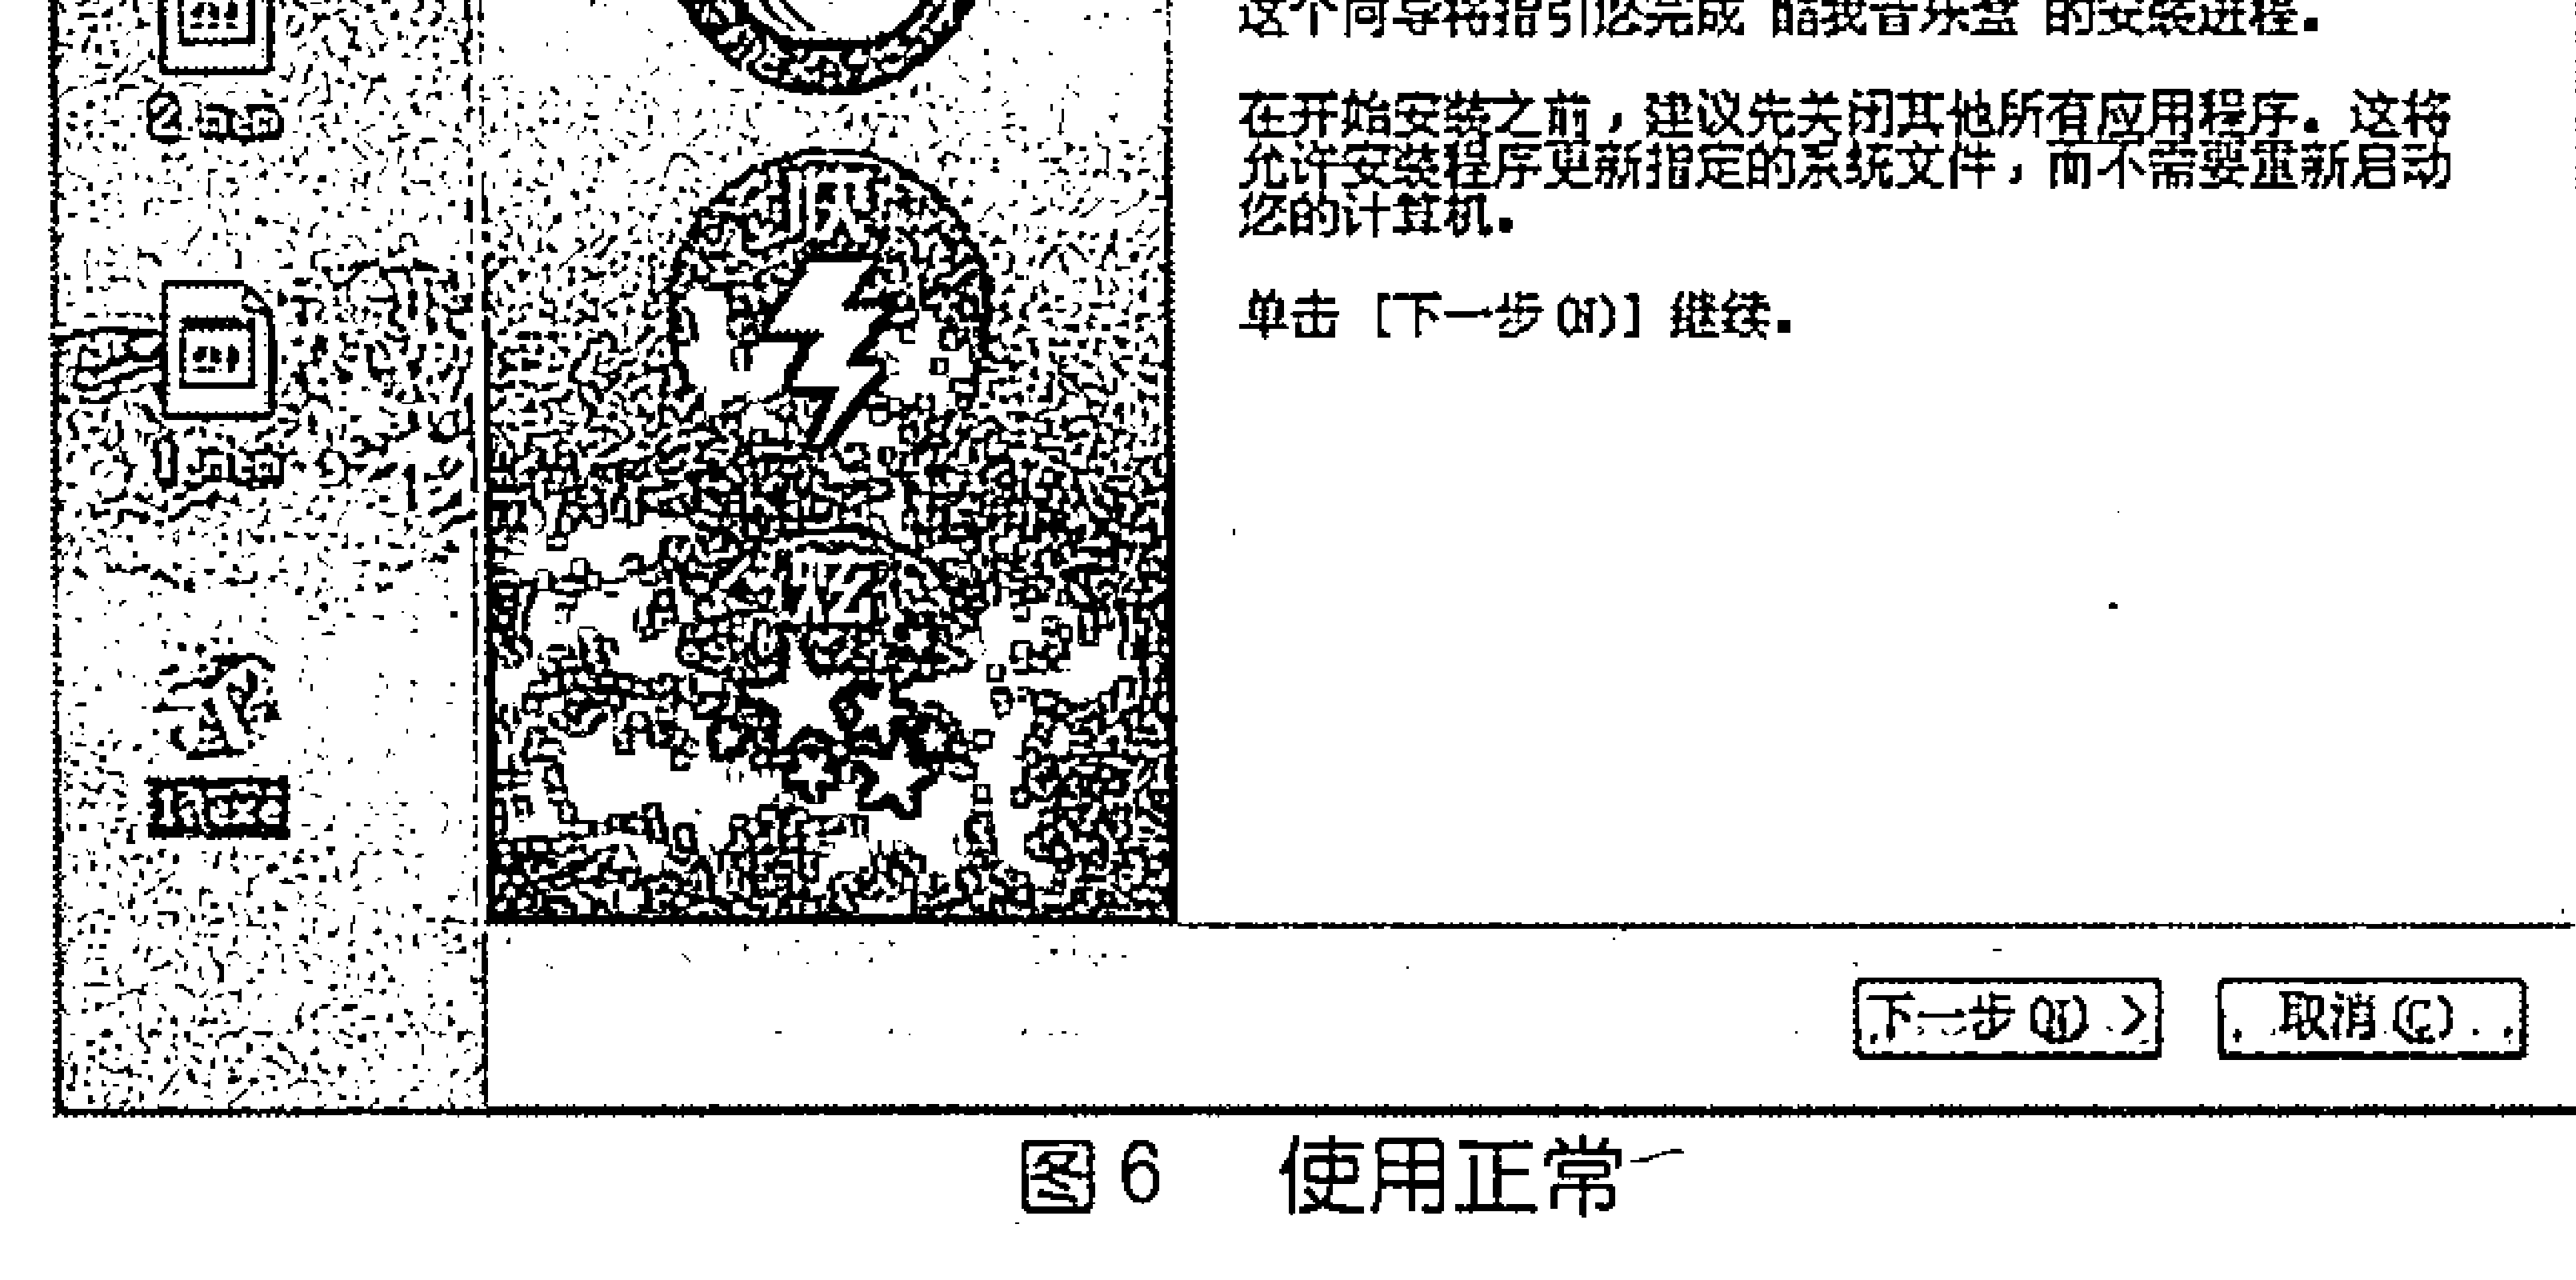 这个向导将指引您完成 "酷我音乐盒" 的安装进程。
在开始安装之前，建议先关闭其他所有应用程序。这将
允许安装程序更新指定的系统文件，而不需要重新启动
您的计算机。
单击 [下一步(N)] 继续。
快
炫
下一步(N) >
取消(C)
图6 使用正常